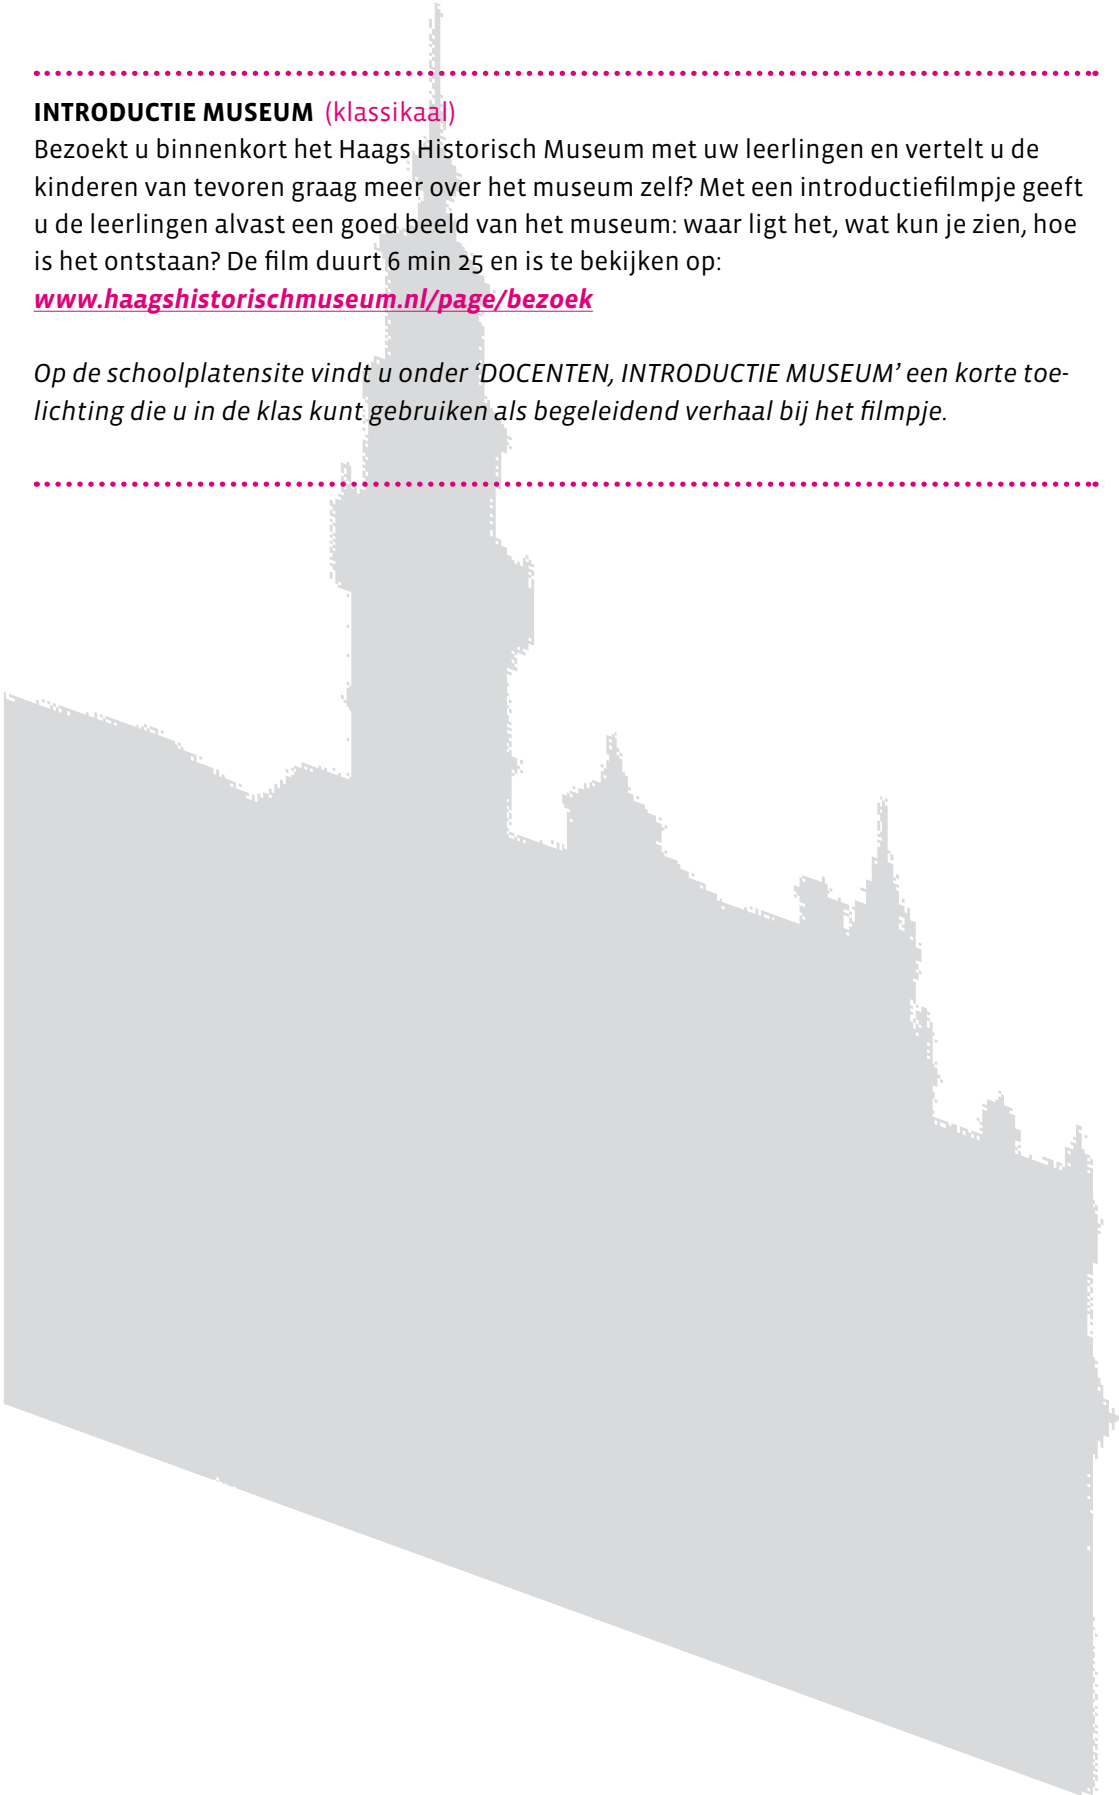 INTRODUCTIE MUSEUM (klassikaal)
Bezoekt u binnenkort het Haags Historisch Museum met uw leerlingen en vertelt u de
kinderen van tevoren graag meer over het museum zelf? Met een introductiefilmpje geeft
u de leerlingen alvast een goed beeld van het museum: waar ligt het, wat kun je zien, hoe
is het ontstaan? De film duurt 6 min 25 en is te bekijken op:
www.haagshistorischmuseum.nl/page/bezoek
Op de schoolplatensite vindt u onder ‘DOCENTEN, INTRODUCTIE MUSEUM’ een korte toe-
lichting die u in de klas kunt gebruiken als begeleidend verhaal bij het filmpje.